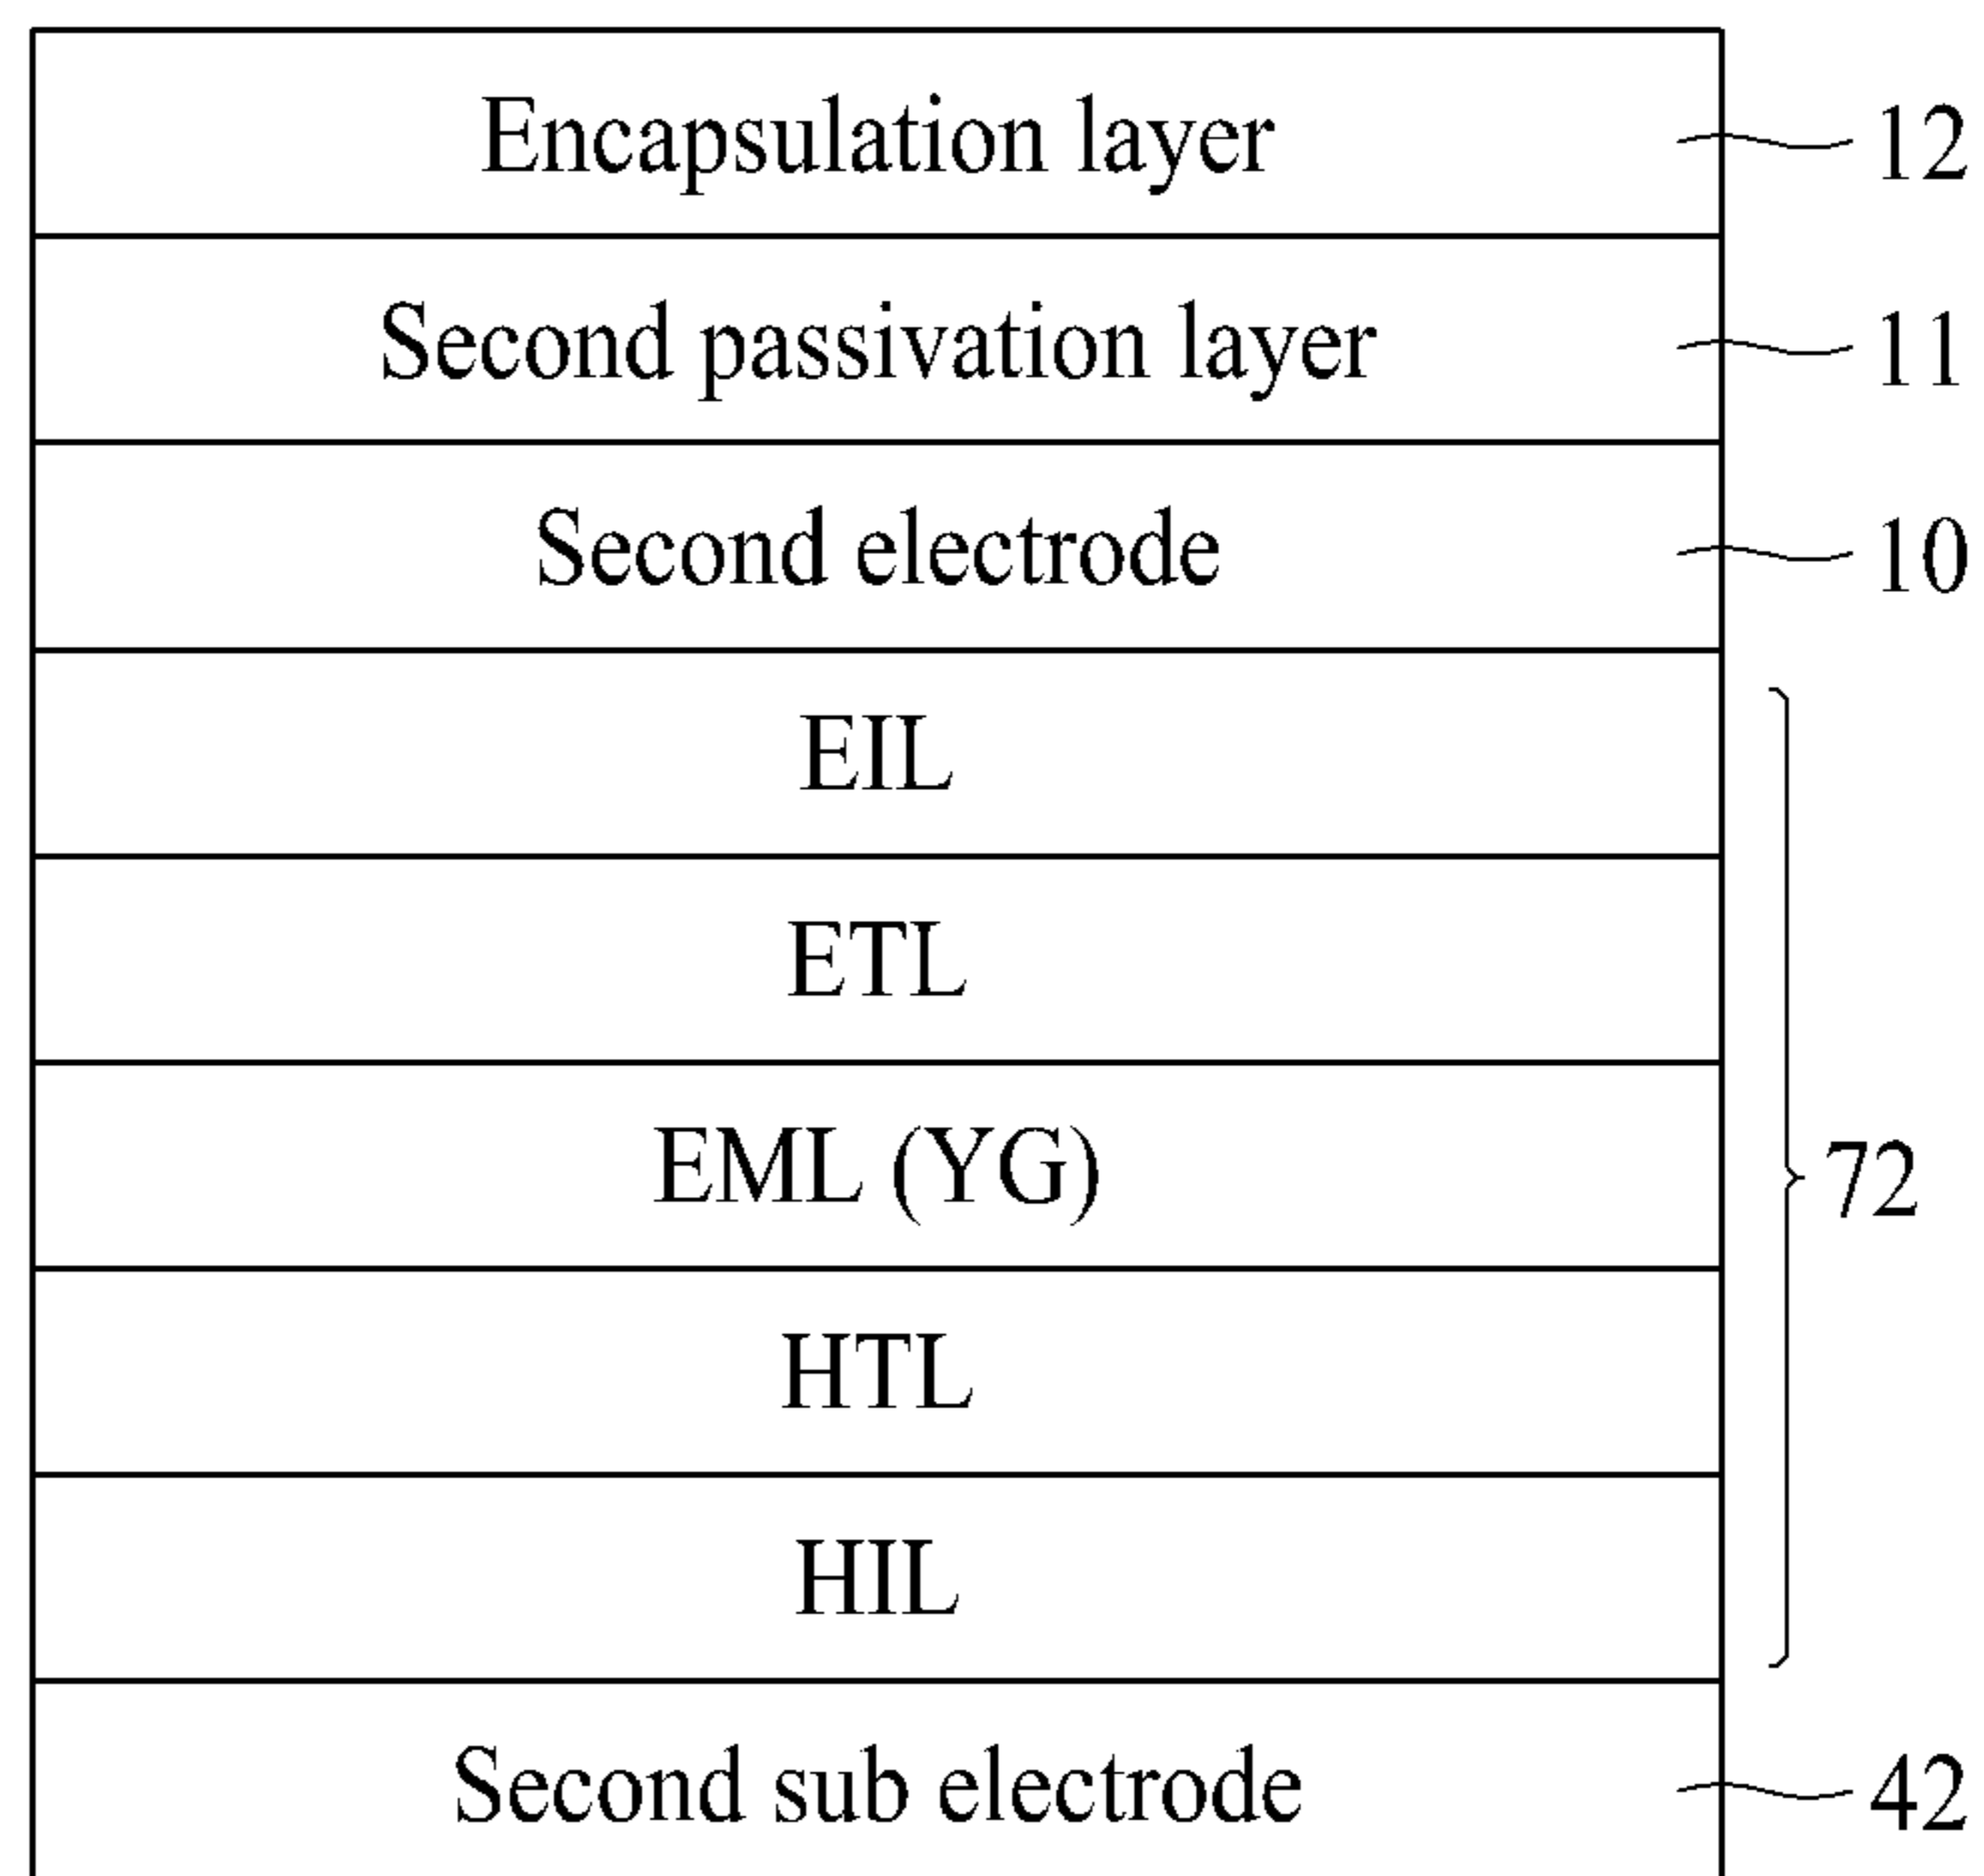 Encapsulation layer 12
Second passivation layer 11
Second electrode 10
EIL
ETL
EML (YG) 72
HTL
HIL
Second sub electrode 42